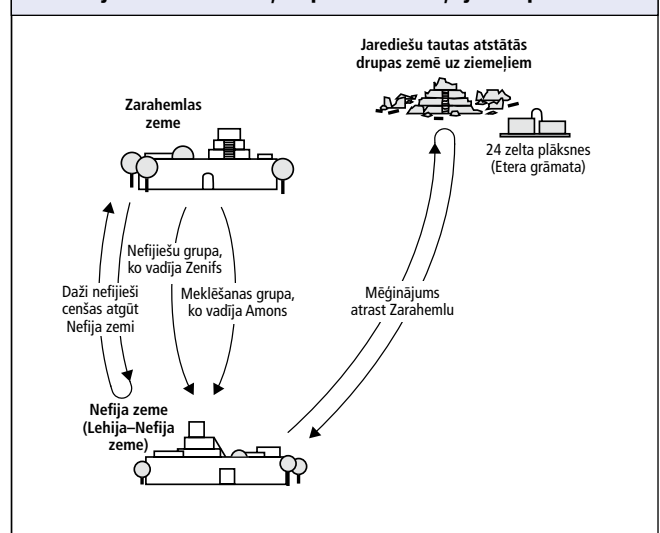 Jarediešu tautas atstātās
drupas zemē uz ziemeļiem
Zarahemlas
zeme
24 zelta plāksnes
(Etera grāmata)
Nefijiešu grupa,
ko vadīja Zenifs
Daži nefijieši
cenšas atgūt
Nefija zemi
Meklēšanas grupa,
ko vadīja Amons
Mēģinājums
atrast Zarahemlu
Nefija zeme
(Lehija–Nefija
zeme)